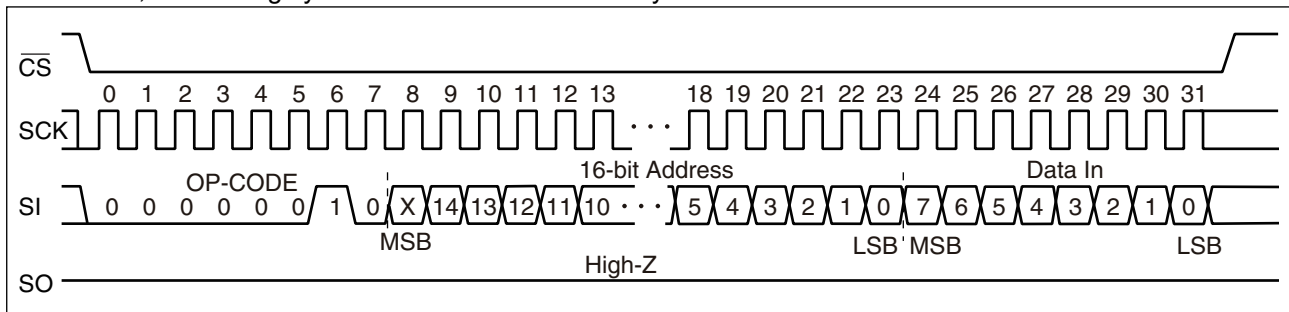 CS
0 1 2 3 4 5 6 7 8 9 10 11 12 13 18 19 20 21 22 23 24 25 26 27 28 29 30 31
SCK · · ·
OP-CODE 16-bit Address Data In
SI 0 0 0 0 0 0 1 0 X 14 13 12 11 10 · · · 5 4 3 2 1 0 7 6 5 4 3 2 1 0
MSB LSB MSB LSB
High-Z
SO